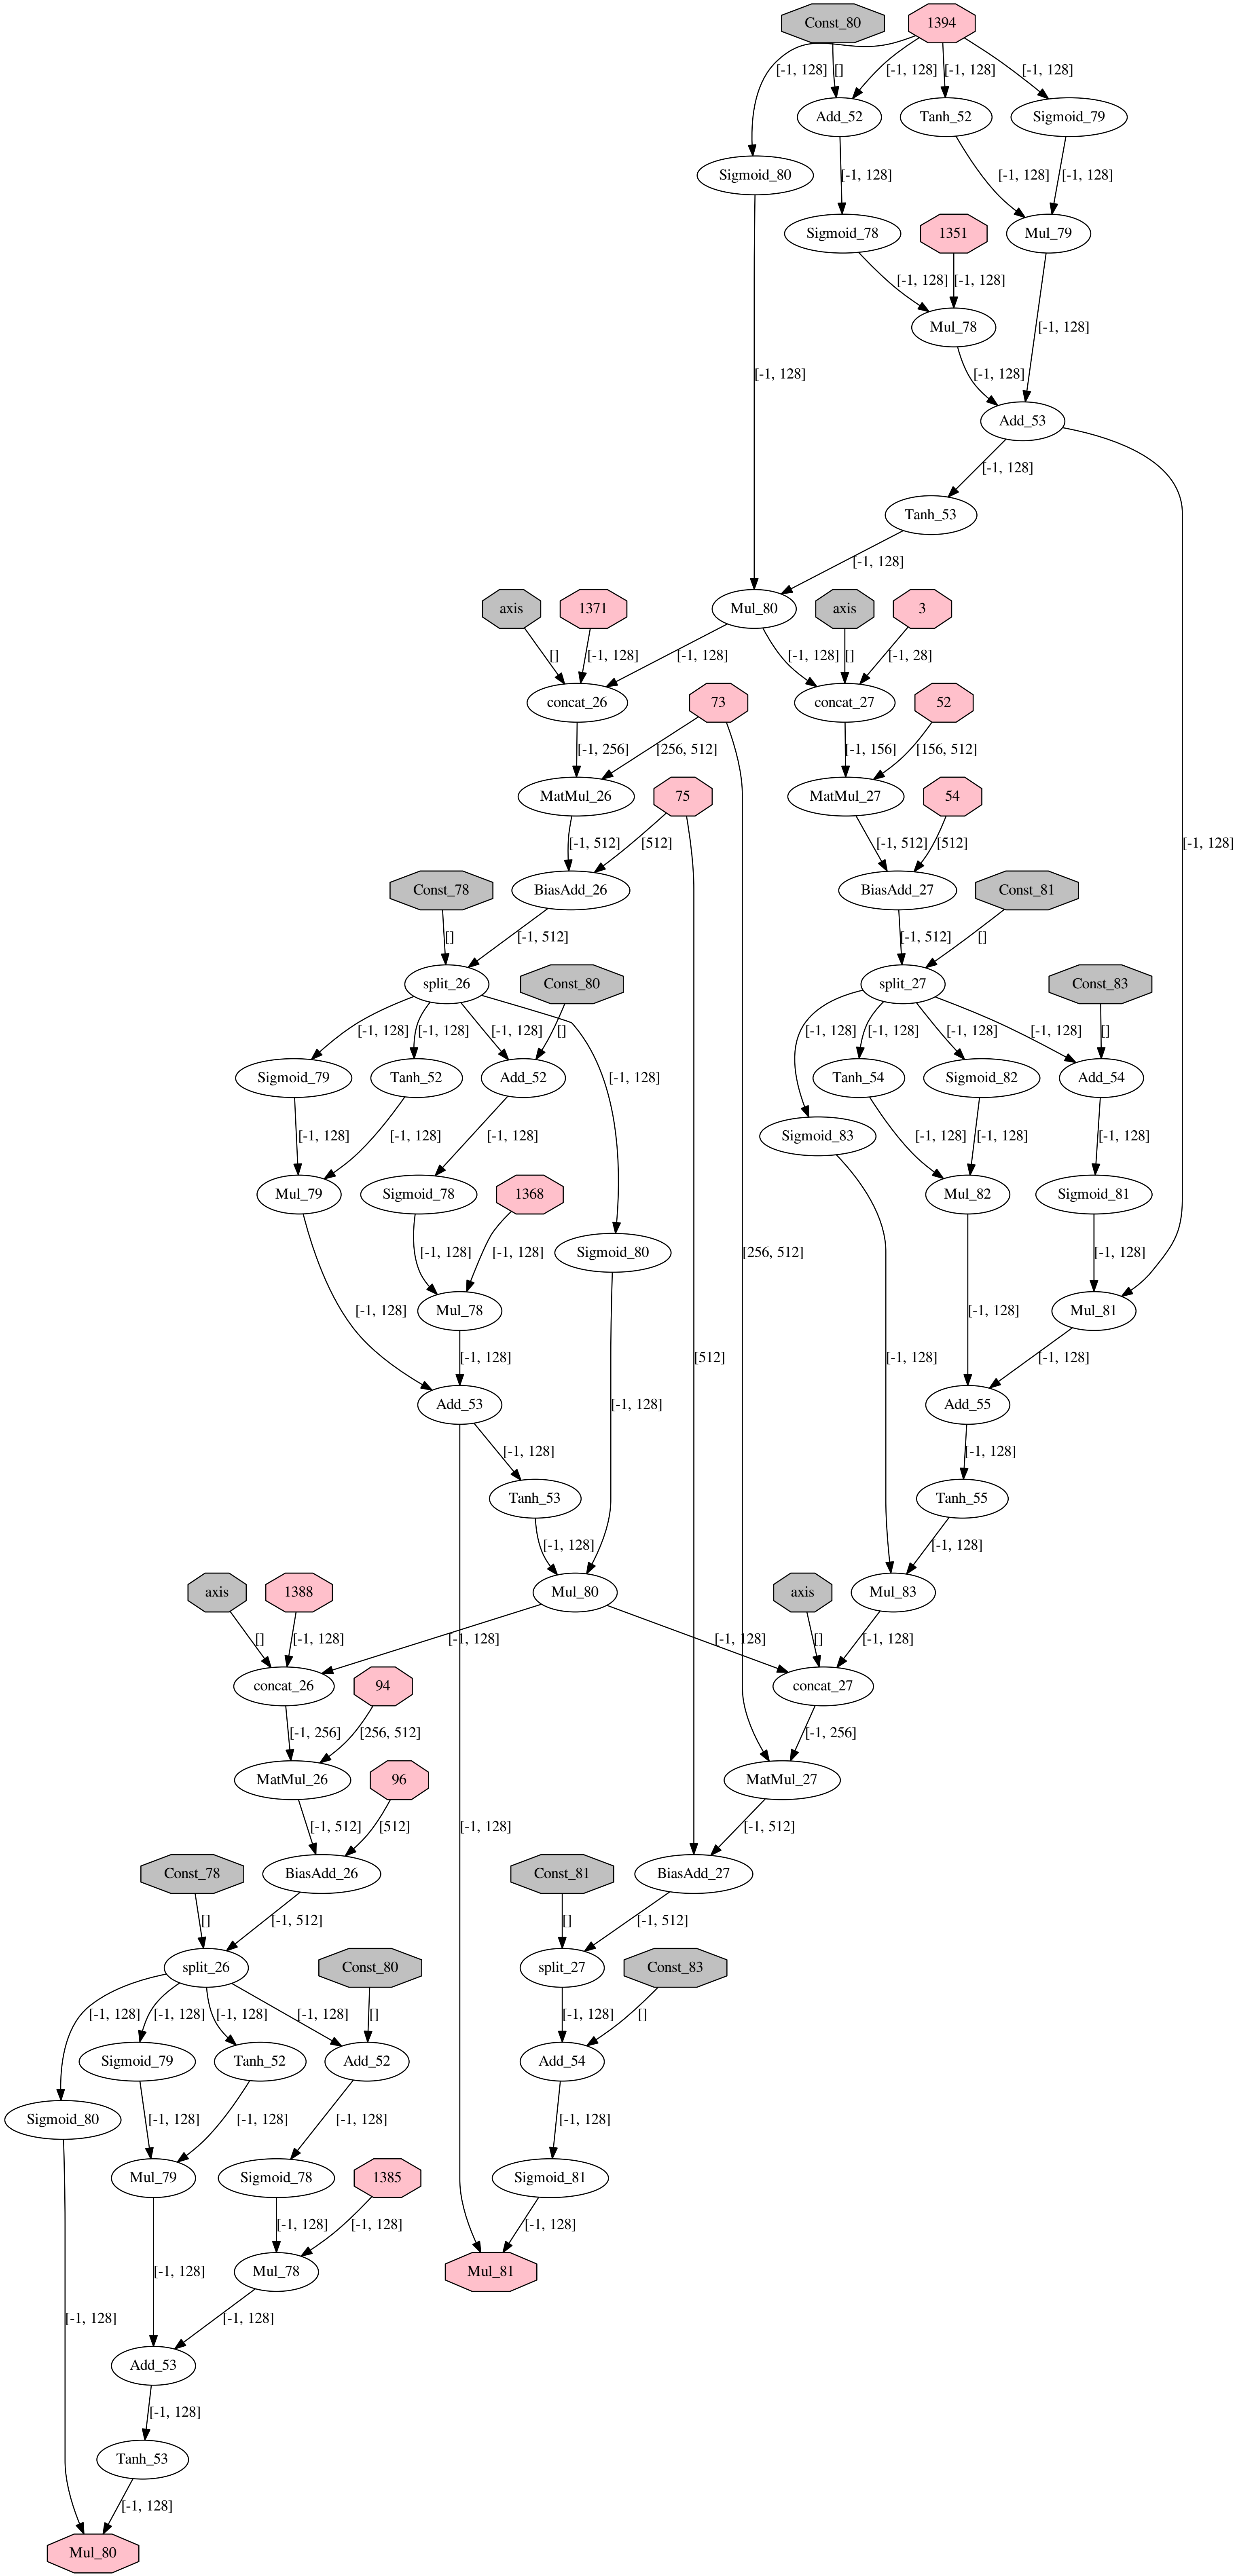 Const_80
1394
[-1, 128]
[]
[-1, 128]
[-1, 128]
[-1, 128]
Add_52
Tanh_52
Sigmoid_79
Sigmoid_80
[-1, 128]
[-1, 128]
[-1, 128]
Sigmoid_78
1351
Mul_79
[-1, 128]
[-1, 128]
Mul_78
[-1, 128]
[-1, 128]
[-1, 128]
Add_53
[-1, 128]
Tanh_53
[-1, 128]
axis
1371
Mul_80
axis
3
[]
[-1, 128]
[-1, 128]
[-1, 128]
[]
[-1, 28]
concat_26
73
concat_27
52
[-1, 256]
[256, 512]
[-1, 156]
[156, 512]
MatMul_26
75
MatMul_27
54
[-1, 512]
[512]
[-1, 512]
[512]
[-1, 128]
Const_78
BiasAdd_26
BiasAdd_27
Const_81
[]
[-1, 512]
[-1, 512]
[]
split_26
Const_80
split_27
Const_83
[-1, 128]
[-1, 128]
[-1, 128]
[]
[-1, 128]
[-1, 128]
[-1, 128]
[-1, 128]
[]
Sigmoid_79
Tanh_52
Add_52
[-1, 128]
Tanh_54
Sigmoid_82
Add_54
[-1, 128]
[-1, 128]
[-1, 128]
Sigmoid_83
[-1, 128]
[-1, 128]
[-1, 128]
Mul_79
Sigmoid_78
1368
Mul_82
Sigmoid_81
[-1, 128]
[-1, 128]
Sigmoid_80
[256, 512]
[-1, 128]
[-1, 128]
Mul_78
[-1, 128]
Mul_81
[-1, 128]
[512]
[-1, 128]
[-1, 128]
Add_53
[-1, 128]
Add_55
[-1, 128]
[-1, 128]
Tanh_53
Tanh_55
[-1, 128]
[-1, 128]
axis
1388
Mul_80
axis
Mul_83
[]
[-1, 128]
[-1, 128]
[-1, 128]
[]
[-1, 128]
concat_26
94
concat_27
[-1, 256]
[256, 512]
[-1, 256]
MatMul_26
96
MatMul_27
[-1, 512]
[512]
[-1, 128]
[-1, 512]
Const_78
BiasAdd_26
Const_81
BiasAdd_27
[]
[-1, 512]
[]
[-1, 512]
split_26
Const_80
split_27
Const_83
[-1, 128]
[-1, 128]
[-1, 128]
[-1, 128]
[]
[-1, 128]
[]
Sigmoid_79
Tanh_52
Add_52
Add_54
Sigmoid_80
[-1, 128]
[-1, 128]
[-1, 128]
[-1, 128]
Mul_79
Sigmoid_78
1385
Sigmoid_81
[-1, 128]
[-1, 128]
[-1, 128]
[-1, 128]
Mul_78
Mul_81
[-1, 128]
[-1, 128]
Add_53
[-1, 128]
Tanh_53
[-1, 128]
Mul_80